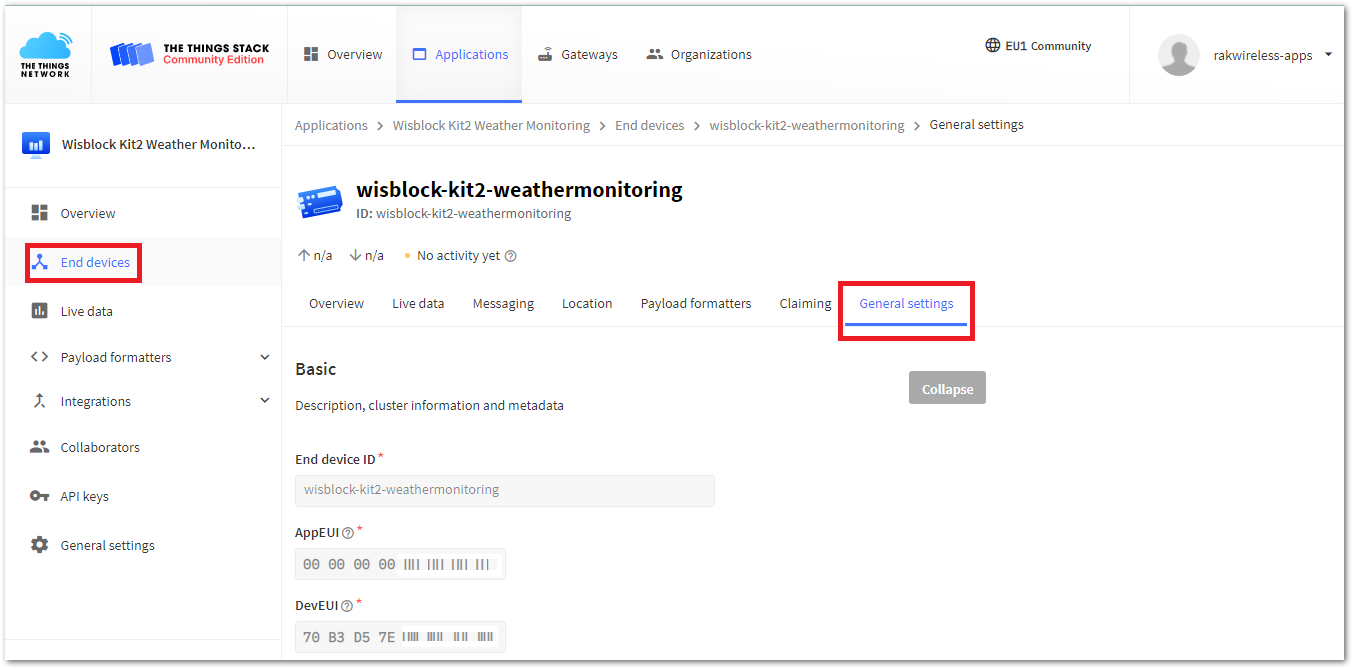 THE THINGS
NETWORK
THE THINGS STACK
Community Edition
Overview
Applications
Gateways
Organizations
EU1 Community
rakwireless-apps
Wisblock Kit2 Weather Monito...
Overview
End devices
Live data
Payload formatters
Integrations
Collaborators
API keys
General settings
Applications > Wisblock Kit2 Weather Monitoring > End devices > wisblock-kit2-weathermonitoring > General settings
wisblock-kit2-weathermonitoring
ID: wisblock-kit2-weathermonitoring
↑ n/a ↓ n/a • No activity yet
Overview Live data Messaging Location Payload formatters Claiming General settings
Basic
Collapse
Description, cluster information and metadata
End device ID *
wisblock-kit2-weathermonitoring
AppEUI *
00 00 00 00
DevEUI *
70 B3 D5 7E